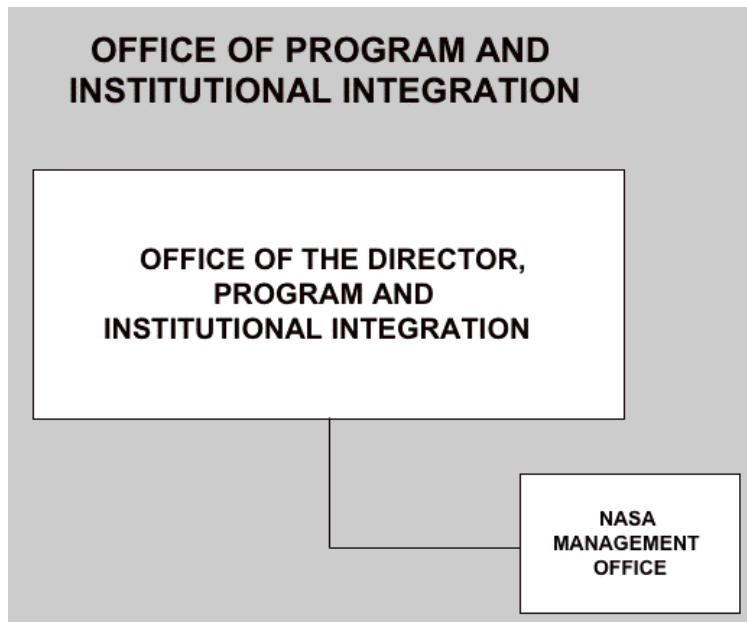 OFFICE OF PROGRAM AND
INSTITUTIONAL INTEGRATION
OFFICE OF THE DIRECTOR,
PROGRAM AND
INSTITUTIONAL INTEGRATION
NASA
MANAGEMENT
OFFICE